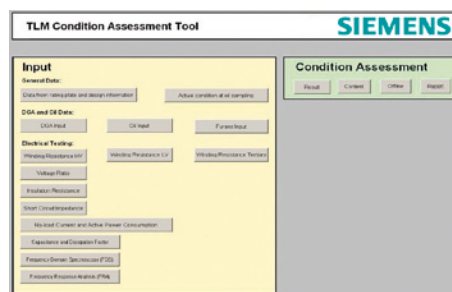 TLM Condition Assessment Tool
SIEMENS
Input
General Data:
Data from rating plate and design information
Actual condition at oil sampling
DGA and Oil Data:
DGA Input
Oil Input
Furane Input
Electrical Testing:
Winding Resistance HV
Winding Resistance LV
Winding Resistance Tertiary
Voltage Ratio
Insulation Resistance
Short Circuit Impedance
No-load Current and Active Power Consumption
Capacitance and Dissipation Factor
Frequency Domain Spectroscopy (FDS)
Frequency Response Analysis (FRA)
Condition Assessment
Result
Content
Offline
Report